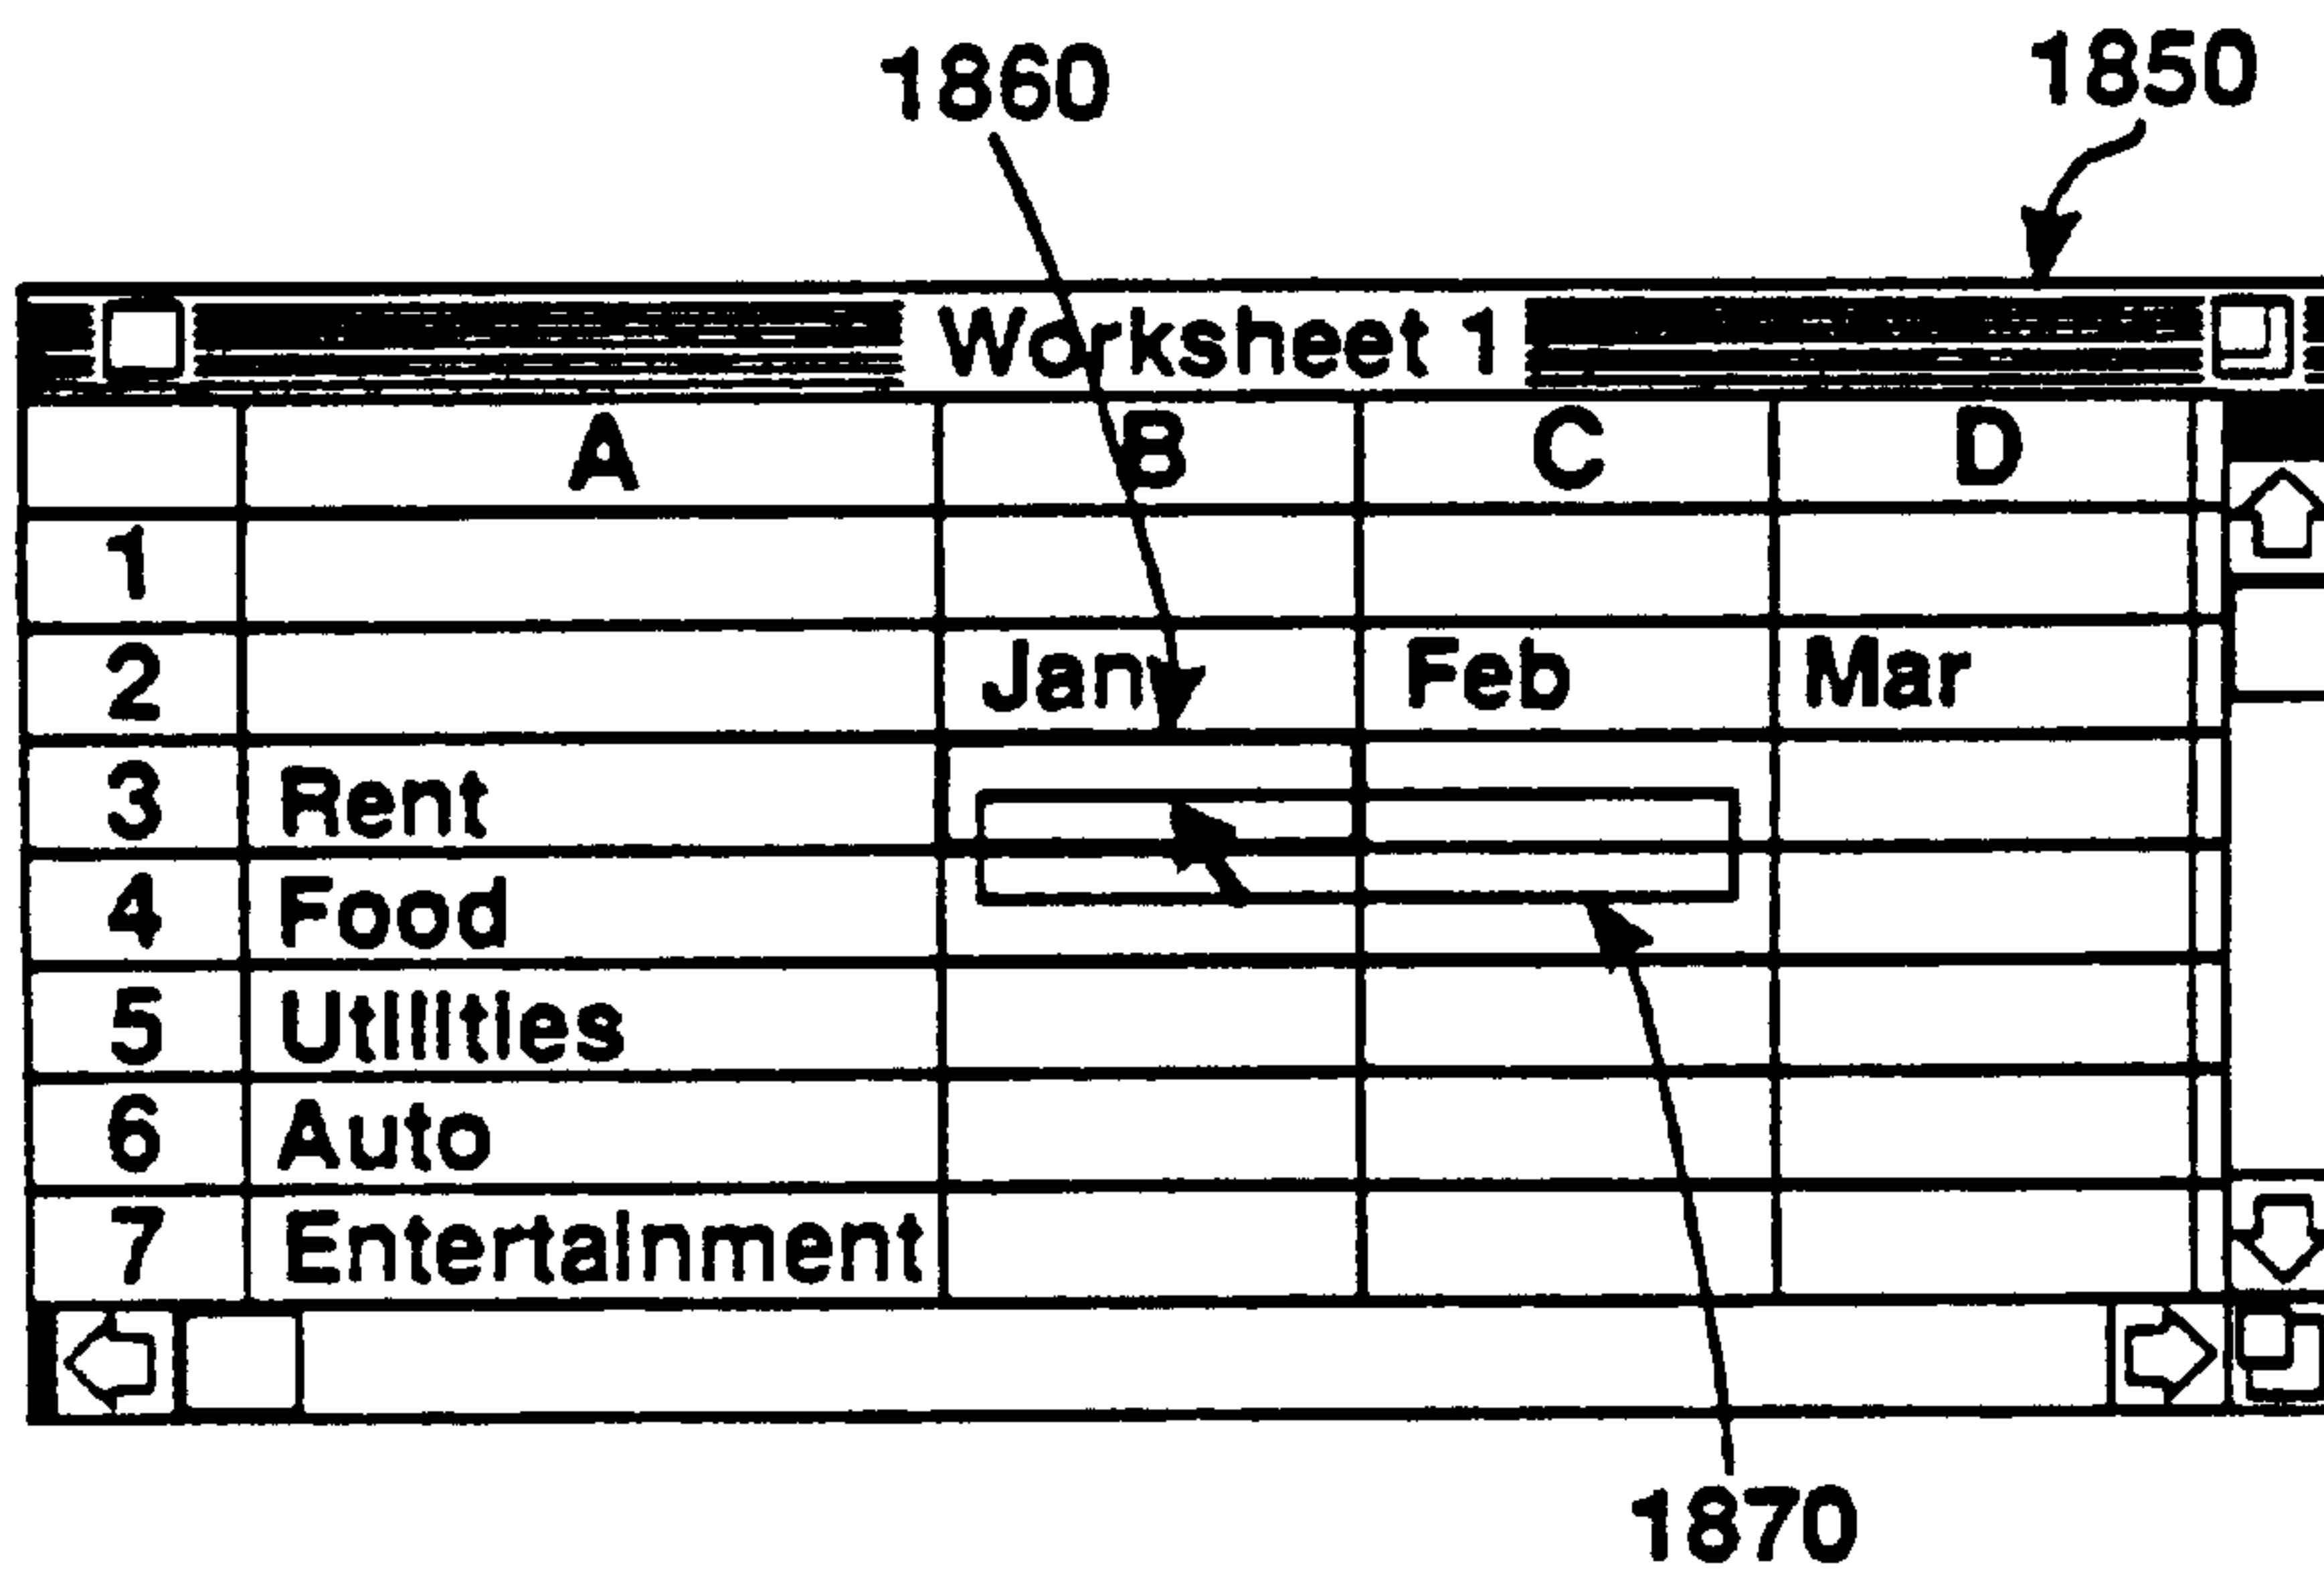 1860 1850
Worksheet 1
A B C D
1
2 Jan Feb Mar
3 Rent
4 Food
5 Utilities
6 Auto
7 Entertainment
1870